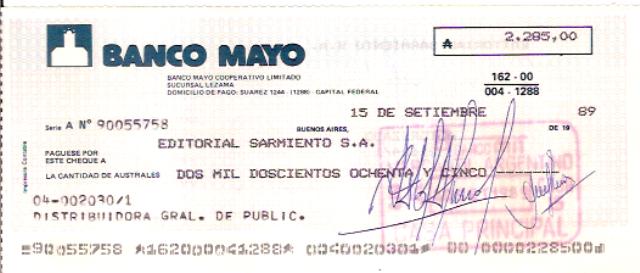 BANCO MAYO
₳ 2.285,00
BANCO MAYO COOPERATIVO LIMITADO
SUCURSAL LEZAMA
DOMICILIO DE PAGO: SUAREZ 1244 - (1288) - CAPITAL FEDERAL
162 - 00
004 - 1288
15 DE SETIEMBRE 89
Serie A Nº 90055758
BUENOS AIRES, DE 19
EDITORIAL SARMIENTO S.A.
PAGUESE POR
ESTE CHEQUE A
LA CANTIDAD DE AUSTRALES DOS MIL DOSCIENTOS OCHENTA Y CINCO
04-002030/1
DISTRIBUIDORA GRAL. DE PUBLIC.
ARGENTINO
CASA PRINCIPAL